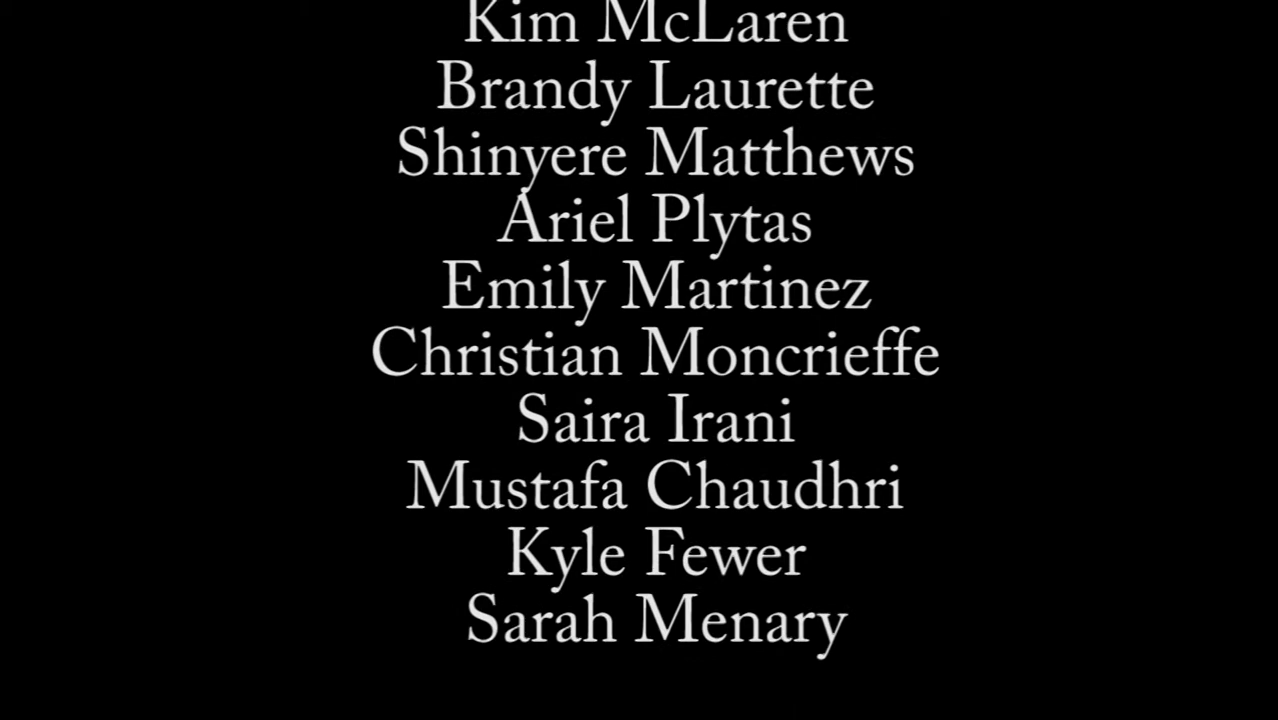 Kim McLaren
Brandy Laurette
Shinyere Matthews
Ariel Plytas
Emily Martinez
Christian Moncrieffe
Saira Irani
Mustafa Chaudhri
Kyle Fewer
Sarah Menary